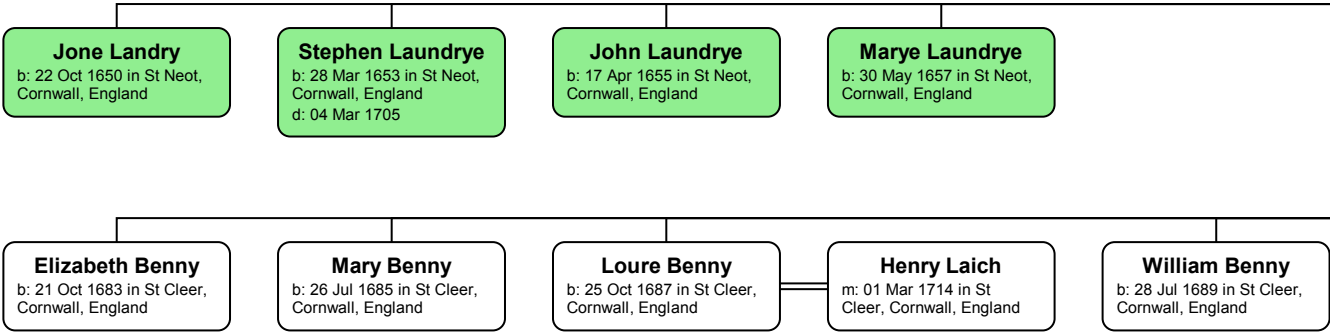 Jone Landry
b: 22 Oct 1650 in St Neot,
Cornwall, England
Stephen Laundrye
b: 28 Mar 1653 in St Neot,
Cornwall, England
d: 04 Mar 1705
John Laundrye
b: 17 Apr 1655 in St Neot,
Cornwall, England
Marye Laundrye
b: 30 May 1657 in St Neot,
Cornwall, England
Elizabeth Benny
b: 21 Oct 1683 in St Cleer,
Cornwall, England
Mary Benny
b: 26 Jul 1685 in St Cleer,
Cornwall, England
Loure Benny
b: 25 Oct 1687 in St Cleer,
Cornwall, England
Henry Laich
m: 01 Mar 1714 in St
Cleer, Cornwall, England
William Benny
b: 28 Jul 1689 in St Cleer,
Cornwall, England